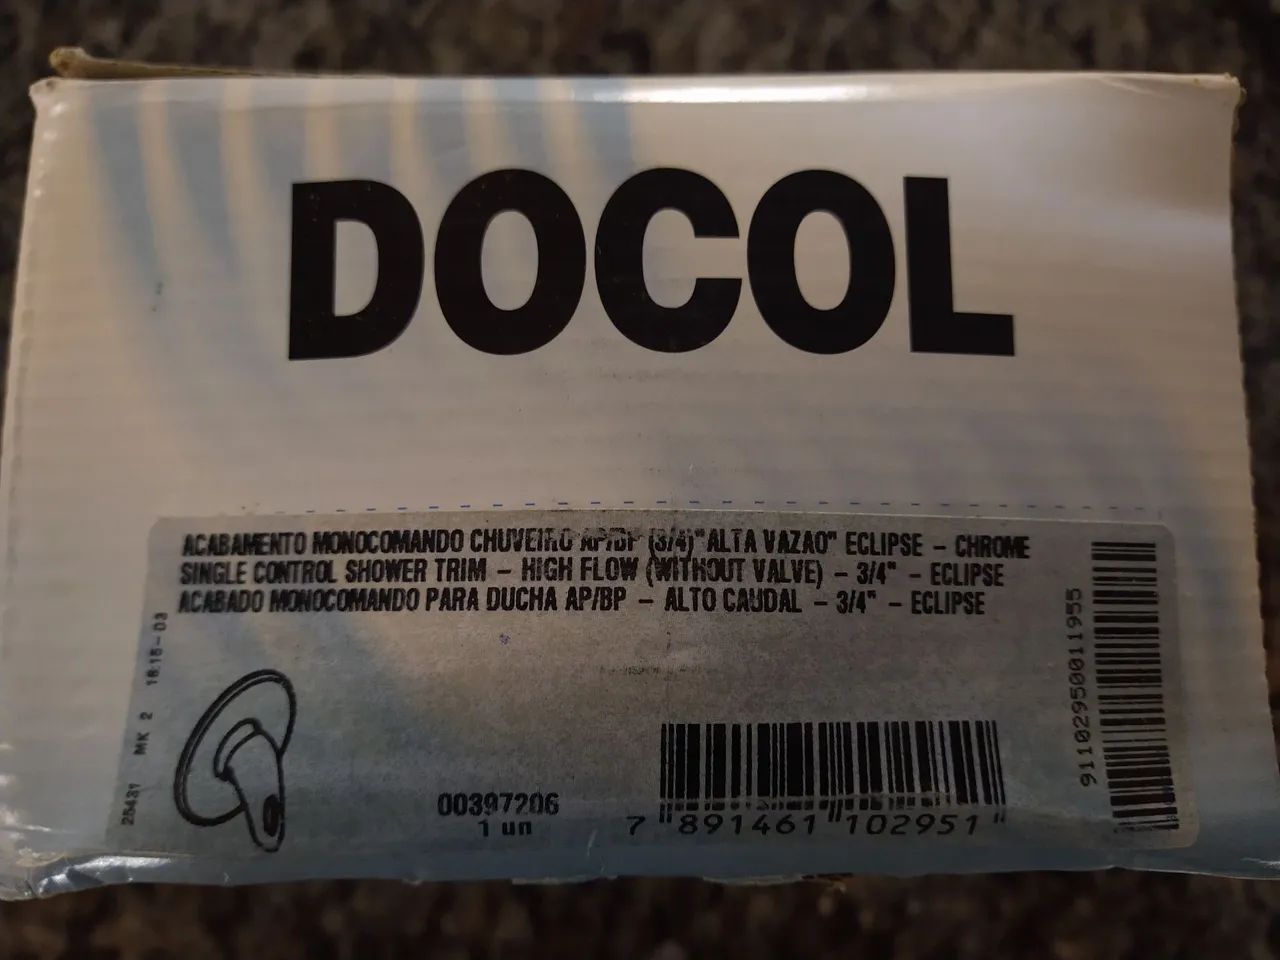 DOCOL
ACABAMENTO MONOCOMANDO CHUVEIRO AP/BP (3/4)"ALTA VAZAO" ECLIPSE - CHROME
SINGLE CONTROL SHOWER TRIM - HIGH FLOW (WITHOUT VALVE) - 3/4" - ECLIPSE
ACABADO MONOCOMANDO PARA DUCHA AP/BP - ALTO CAUDAL - 3/4" - ECLIPSE
25431 MK 2 16:15-03
00397206
1 un
7 891461 102951
91102950011955